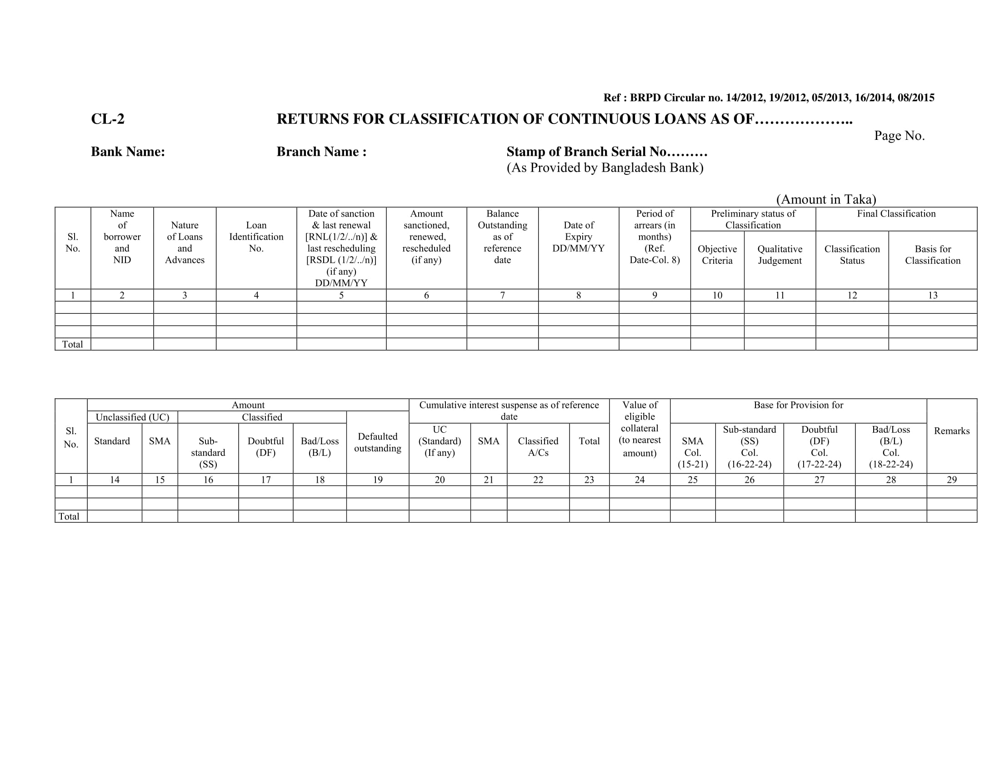 Ref : BRPD Circular no. 14/2012, 19/2012, 05/2013, 16/2014, 08/2015
CL-2 RETURNS FOR CLASSIFICATION OF CONTINUOUS LOANS AS OF………………..
Page No.
Bank Name: Branch Name : Stamp of Branch Serial No………
(As Provided by Bangladesh Bank)
(Amount in Taka)
Sl.
No.
Name
of
borrower
and
NID
Nature
of Loans
and
Advances
Loan
Identification
No.
Date of sanction
& last renewal
[RNL(1/2/../n)] &
last rescheduling
[RSDL (1/2/../n)]
(if any)
DD/MM/YY
Amount
sanctioned,
renewed,
rescheduled
(if any)
Balance
Outstanding
as of
reference
date
Date of
Expiry
DD/MM/YY
Period of
arrears (in
months)
(Ref.
Date-Col. 8)
Preliminary status of
Classification
Final Classification
Objective
Criteria
Qualitative
Judgement
Classification
Status
Basis for
Classification
1 2 3 4 5 6 7 8 9 10 11 12 13
Total
Sl.
No.
Amount
Unclassified (UC)
Classified
Standard
SMA
Sub-
standard
(SS)
Doubtful
(DF)
Bad/Loss
(B/L)
Defaulted
outstanding
Cumulative interest suspense as of reference
date
UC
(Standard)
(If any)
SMA
Classified
A/Cs
Total
Value of
eligible
collateral
(to nearest
amount)
Base for Provision for
SMA
Col.
(15-21)
Sub-standard
(SS)
Col.
(16-22-24)
Doubtful
(DF)
Col.
(17-22-24)
Bad/Loss
(B/L)
Col.
(18-22-24)
Remarks
1 14 15 16 17 18 19 20 21 22 23 24 25 26 27 28 29
Total